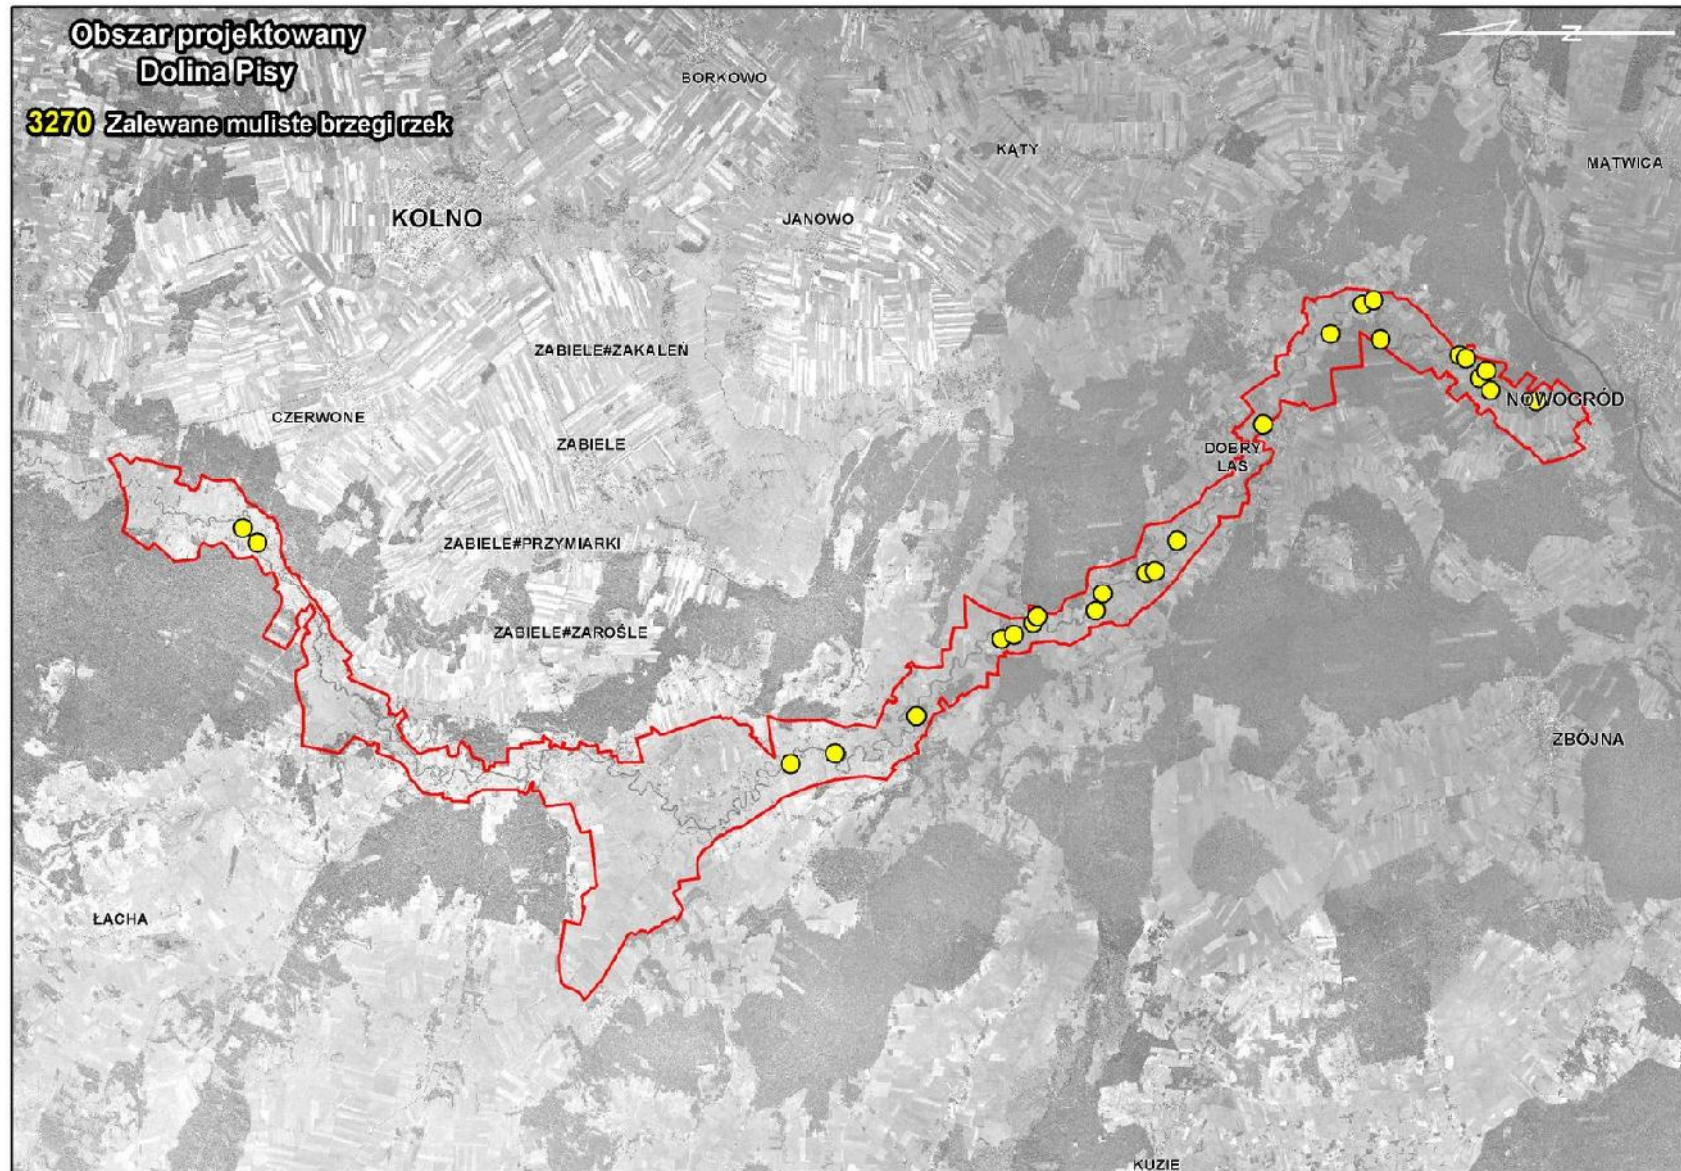 Obszar projektowany
Dolina Pisy
3270 Zalewane muliste brzegi rzek
N
BORKOWO
KĄTY
MĄTWICA
KOLNO
JANOWO
ZABIELE#ZAKALEŃ
CZERWONE
NOWOGRÓD
ZABIELE
DOBRY
LAS
ZABIELE#PRZYMIARKI
ZABIELE#ZAROŚLE
ZBÓJNA
ŁACHA
KUZIE